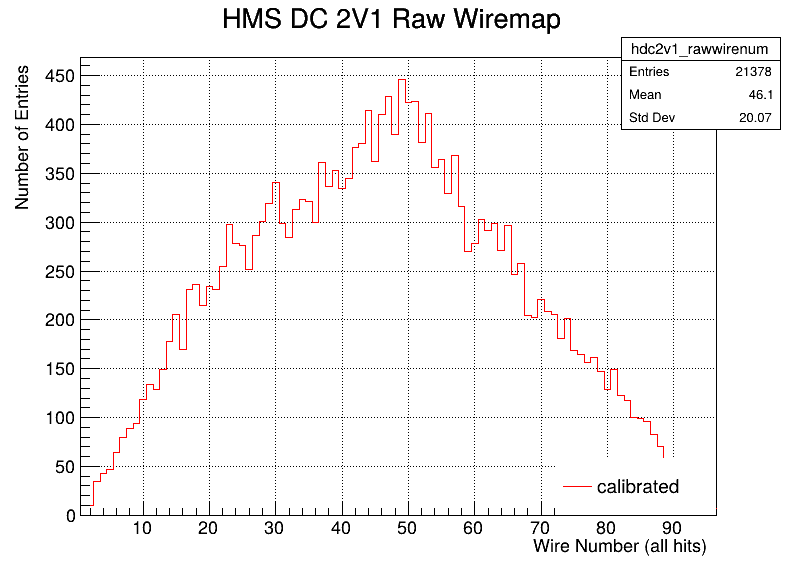 HMS DC 2V1 Raw Wiremap
hdc2v1_rawwirenum
Entries 21378
Mean 46.1
Std Dev 20.07
Number of Entries
450
400
350
300
250
200
150
100
50
0
10 20 30 40 50 60 70 80 90
Wire Number (all hits)
calibrated